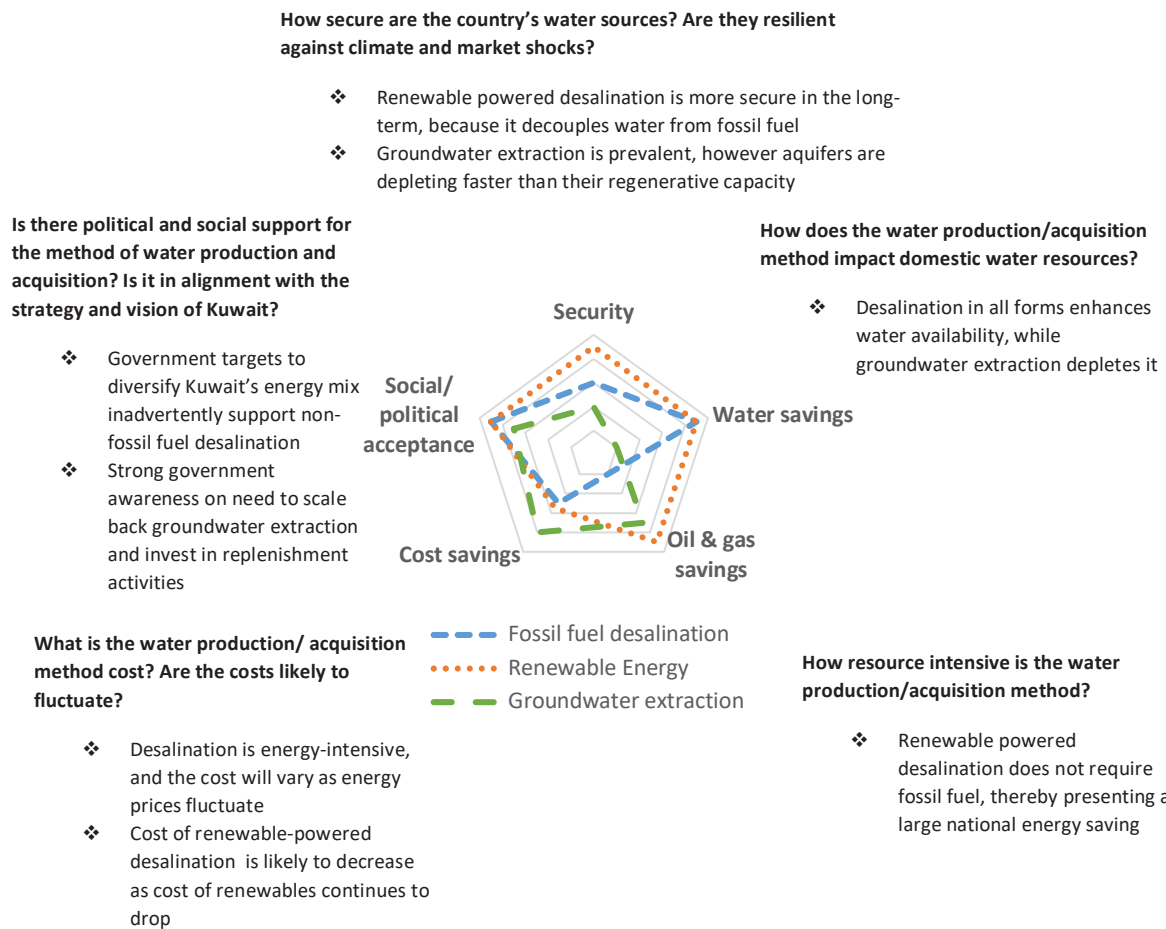 How secure are the country’s water sources? Are they resilient
against climate and market shocks?
❖ Renewable powered desalination is more secure in the long-
term, because it decouples water from fossil fuel
❖ Groundwater extraction is prevalent, however aquifers are
depleting faster than their regenerative capacity
Is there political and social support for
the method of water production and
acquisition? Is it in alignment with the
strategy and vision of Kuwait?
❖ Government targets to
diversify Kuwait’s energy mix
inadvertently support non-
fossil fuel desalination
❖ Strong government
awareness on need to scale
back groundwater extraction
and invest in replenishment
activities
How does the water production/acquisition
method impact domestic water resources?
❖ Desalination in all forms enhances
water availability, while
groundwater extraction depletes it
Security
Social/
political
acceptance
Water savings
Cost savings
Oil & gas
savings
Fossil fuel desalination
Renewable Energy
Groundwater extraction
What is the water production/ acquisition
method cost? Are the costs likely to
fluctuate?
❖ Desalination is energy-intensive,
and the cost will vary as energy
prices fluctuate
❖ Cost of renewable-powered
desalination is likely to decrease
as cost of renewables continues to
drop
How resource intensive is the water
production/acquisition method?
❖ Renewable powered
desalination does not require
fossil fuel, thereby presenting a
large national energy saving